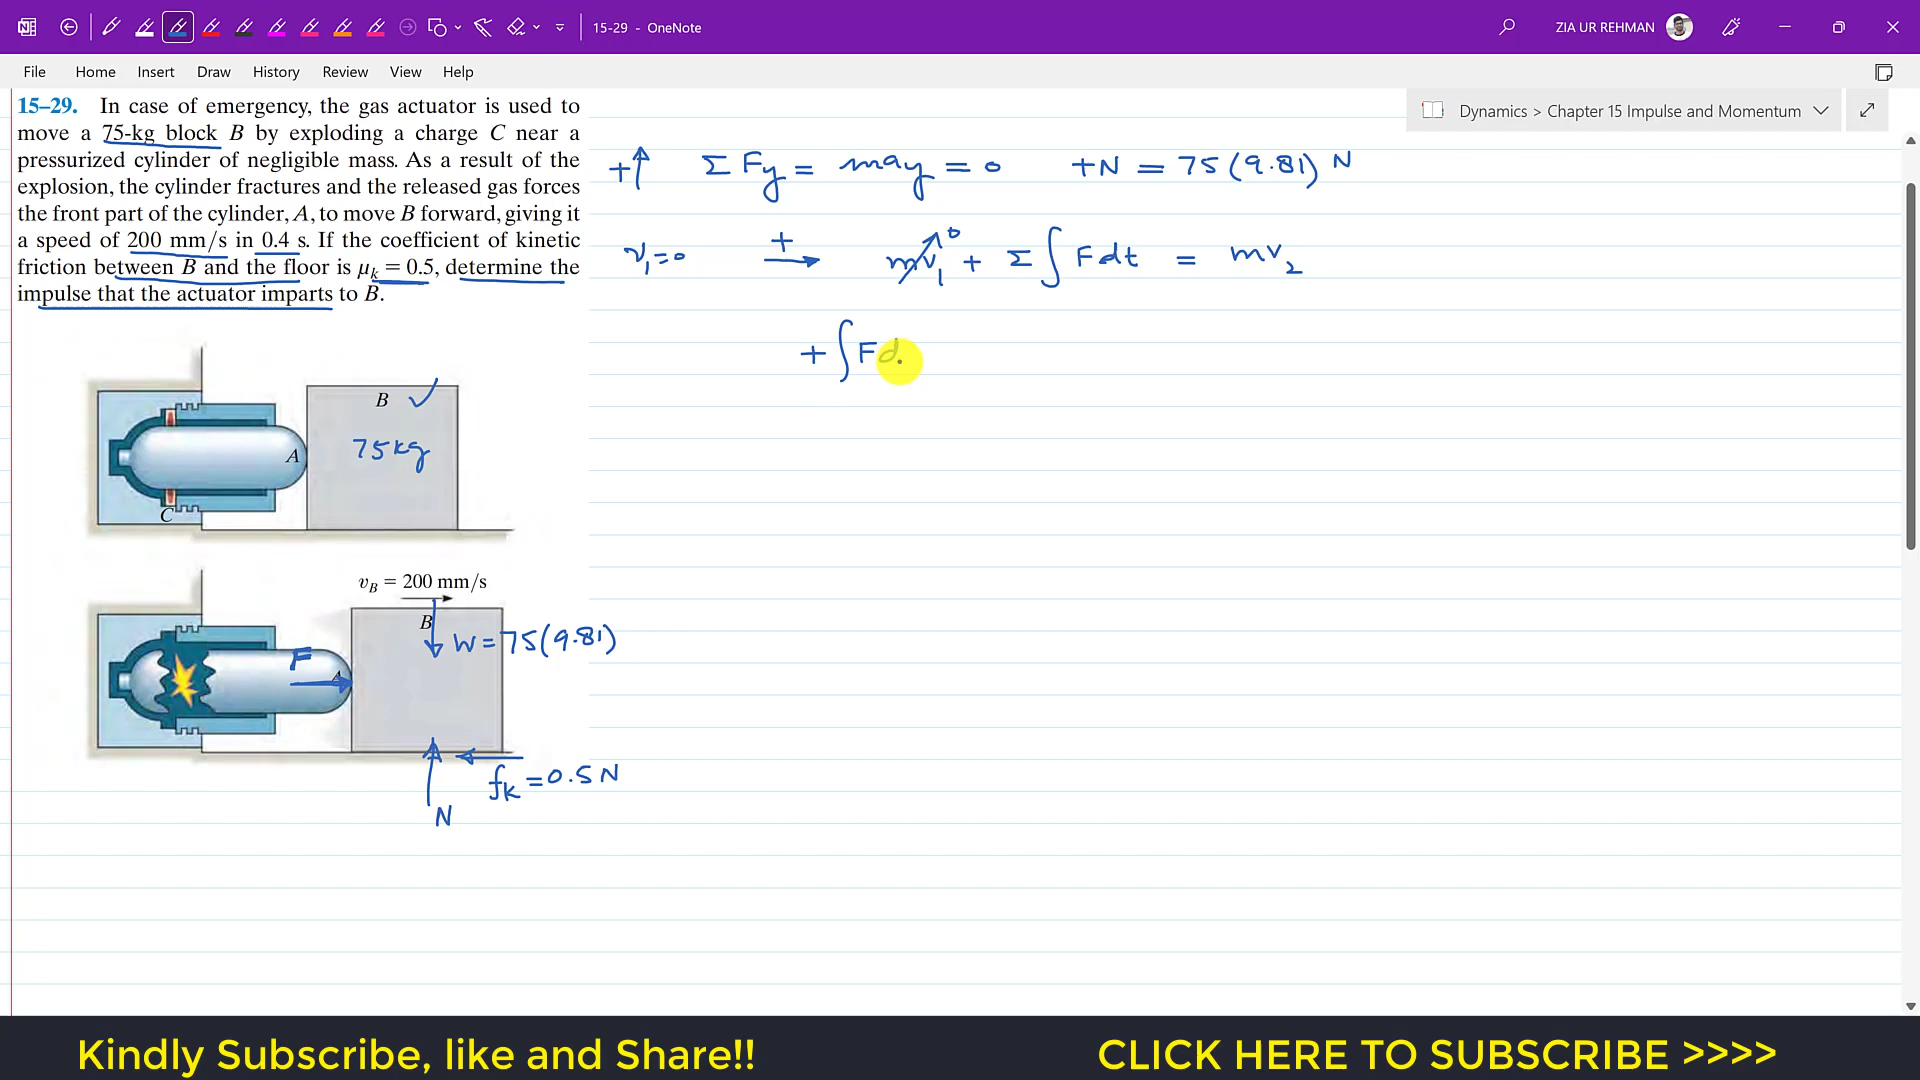 15-29 - OneNote
ZIA UR REHMAN
File Home Insert Draw History Review View Help
Dynamics > Chapter 15 Impulse and Momentum
15–29. In case of emergency, the gas actuator is used to
move a 75-kg block B by exploding a charge C near a
pressurized cylinder of negligible mass. As a result of the
explosion, the cylinder fractures and the released gas forces
the front part of the cylinder, A, to move B forward, giving it
a speed of 200 mm/s in 0.4 s. If the coefficient of kinetic
friction between B and the floor is μk = 0.5, determine the
impulse that the actuator imparts to B.
+↑ Σ Fy = may = 0 +N = 75(9.81) N
v₁=0 +→ mv₁ 0 + Σ ∫ F dt = mv₂
+ ∫ F d
B ✓
75kg
A
C
vB = 200 mm/s
B
W = 75(9.81)
F
A
fk = 0.5 N
N
Kindly Subscribe, like and Share!!
CLICK HERE TO SUBSCRIBE >>>>